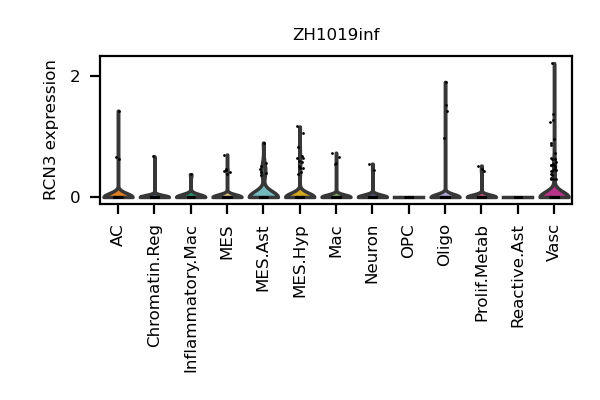 ZH1019inf
RCN3 expression
2
0
AC
Chromatin.Reg
Inflammatory.Mac
MES
MES.Ast
MES.Hyp
Mac
Neuron
OPC
Oligo
Prolif.Metab
Reactive.Ast
Vasc